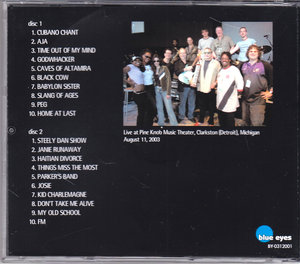 disc 1
1. CUBANO CHANT
2. AJA
3. TIME OUT OF MY MIND
4. GODWHACKER
5. CAVES OF ALTAMIRA
6. BLACK COW
7. BABYLON SISTER
8. SLANG OF AGES
9. PEG
10. HOME AT LAST
Live at Pine Knob Music Theater, Clarkston (Detroit), Michigan
August 11, 2003
disc 2
1. STEELY DAN SHOW
2. JANIE RUNAWAY
3. HAITIAN DIVORCE
4. THINGS MISS THE MOST
5. PARKER'S BAND
6. JOSIE
7. KID CHARLEMAGNE
8. DON'T TAKE ME ALIVE
9. MY OLD SCHOOL
10. FM
blue eyes
BY-0312001